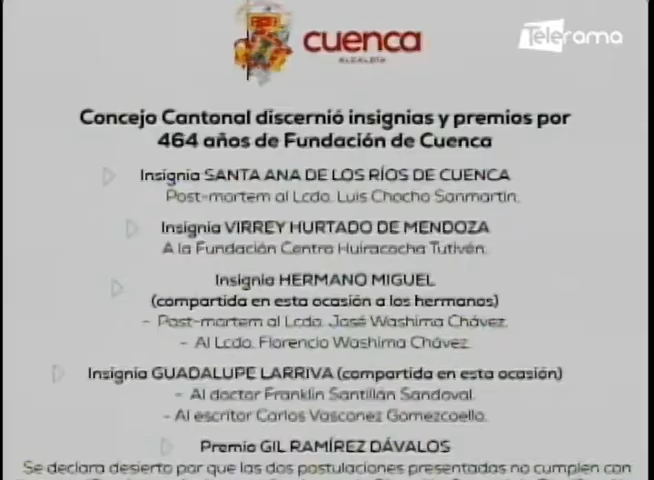 cuenca
ALCALDÍA
Telerama
Concejo Cantonal discernió insignias y premios por
464 años de Fundación de Cuenca
Insignia SANTA ANA DE LOS RÍOS DE CUENCA
Post-mortem al Lcdo. Luis Chocho Sanmartín.
Insignia VIRREY HURTADO DE MENDOZA
A la Fundación Centro Huiracocha Tutivén.
Insignia HERMANO MIGUEL
(compartida en esta ocasión a los hermanos)
- Post-mortem al Lcdo. José Washima Chávez.
- Al Lcdo. Florencio Washima Chávez.
Insignia GUADALUPE LARRIVA (compartida en esta ocasión)
- Al doctor Franklin Santillán Sandoval.
- Al escritor Carlos Vásconez Gomezcoello.
Premio GIL RAMÍREZ DÁVALOS
Se declara desierto por que las dos postulaciones presentadas no cumplen con